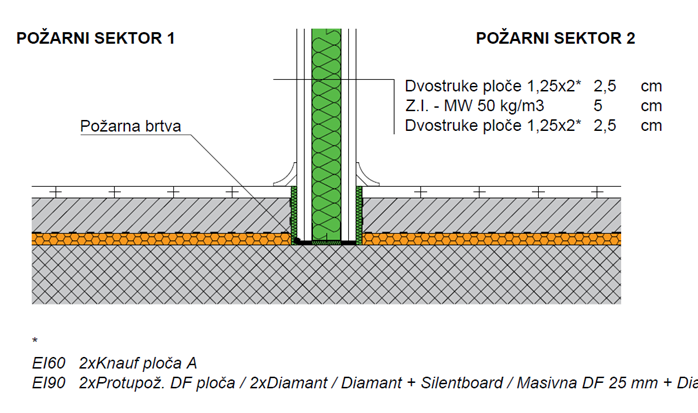 POŽARNI SEKTOR 1
POŽARNI SEKTOR 2
Dvostruke ploče 1,25x2* 2,5 cm
Z.I. - MW 50 kg/m3 5 cm
Dvostruke ploče 1,25x2* 2,5 cm
Požarna brtva
*
EI60 2xKnauf ploča A
EI90 2xProtupož. DF ploča / 2xDiamant / Diamant + Silentboard / Masivna DF 25 mm + Dia